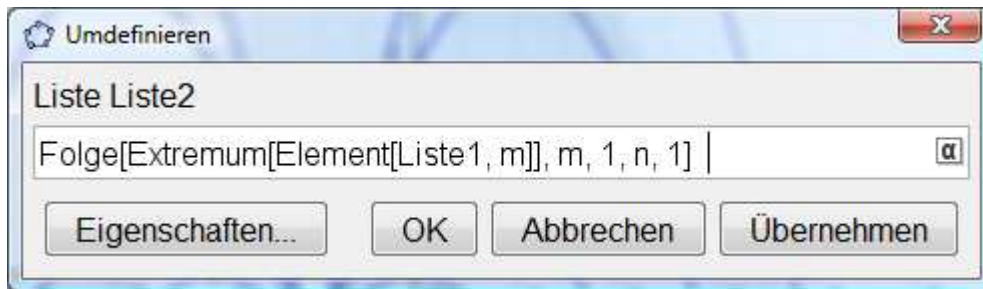 Umdefinieren
Liste Liste2
Folge[Extremum[Element[Liste1, m]], m, 1, n, 1]
α
Eigenschaften... OK Abbrechen Übernehmen